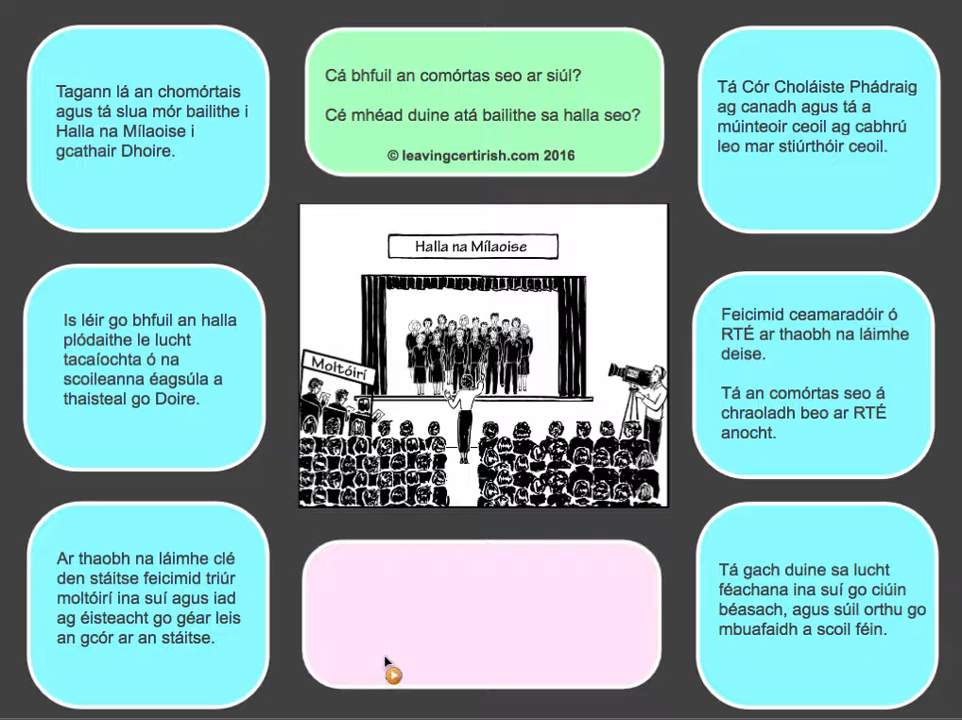 Tagann lá an chomórtais
agus tá slua mór bailithe i
Halla na Mílaoise i
gcathair Dhoire.
Cá bhfuil an comórtas seo ar siúl?
Cé mhéad duine atá bailithe sa halla seo?
© leavingcertirish.com 2016
Tá Cór Choláiste Phádraig
ag canadh agus tá a
múinteoir ceoil ag cabhrú
leo mar stiúrthóir ceoil.
Is léir go bhfuil an halla
plódaithe le lucht
tacaíochta ó na
scoileanna éagsúla a
thaisteal go Doire.
Halla na Mílaoise
Moltóirí
Feicimid ceamaradóir ó
RTÉ ar thaobh na láimhe
deise.
Tá an comórtas seo á
chraoladh beo ar RTÉ
anocht.
Ar thaobh na láimhe clé
den stáitse feicimid triúr
moltóirí ina suí agus iad
ag éisteacht go géar leis
an gcór ar an stáitse.
Tá gach duine sa lucht
féachana ina suí go ciúin
béasach, agus súil orthu go
mbuafaidh a scoil féin.